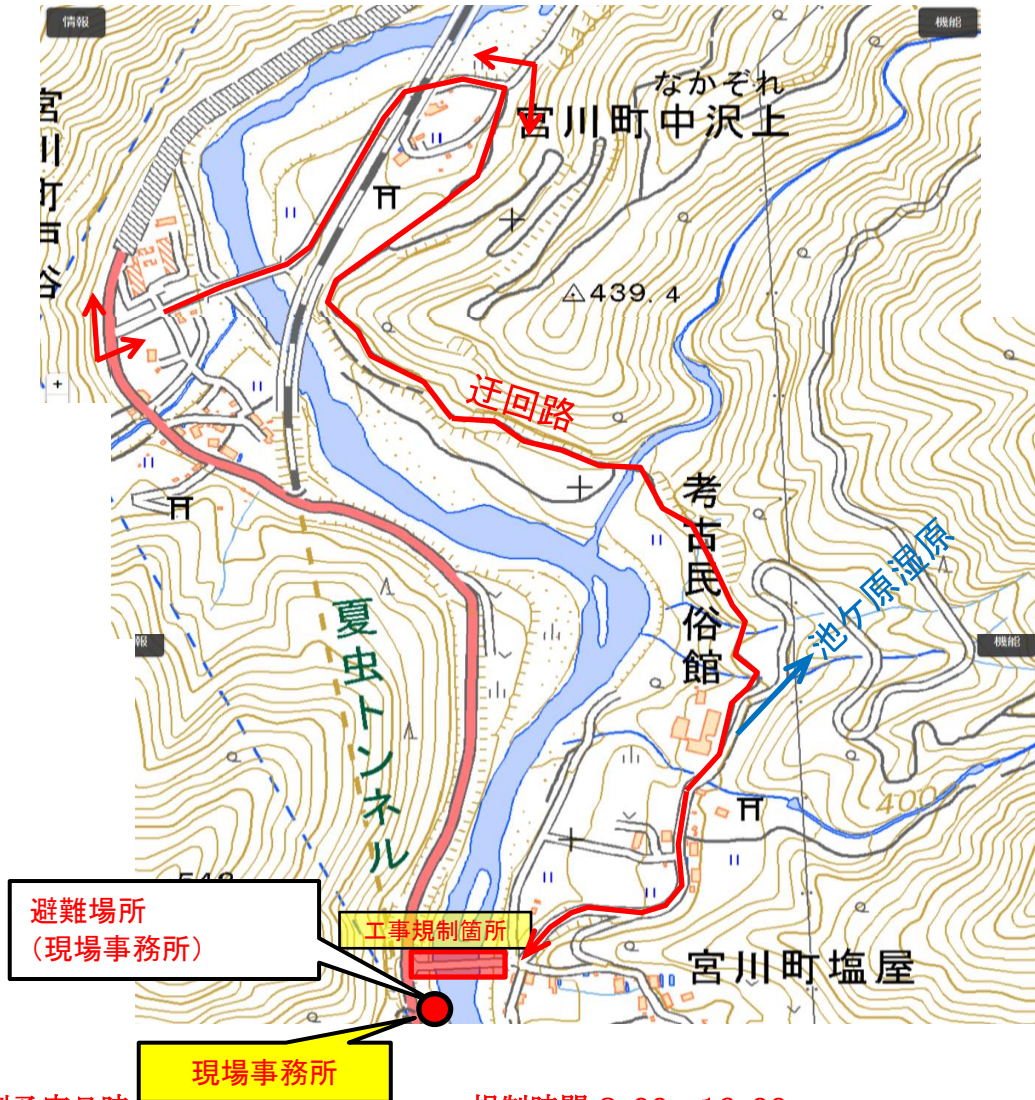 情報
機能
なかぞれ
宮川町中沢上
宮川町戸谷
439.4
+
迂回路
考古民俗館
池ケ原湿原
報
機能
夏虫トンネル
400
避難場所
(現場事務所)
工事規制箇所
宮川町塩屋
現場事務所